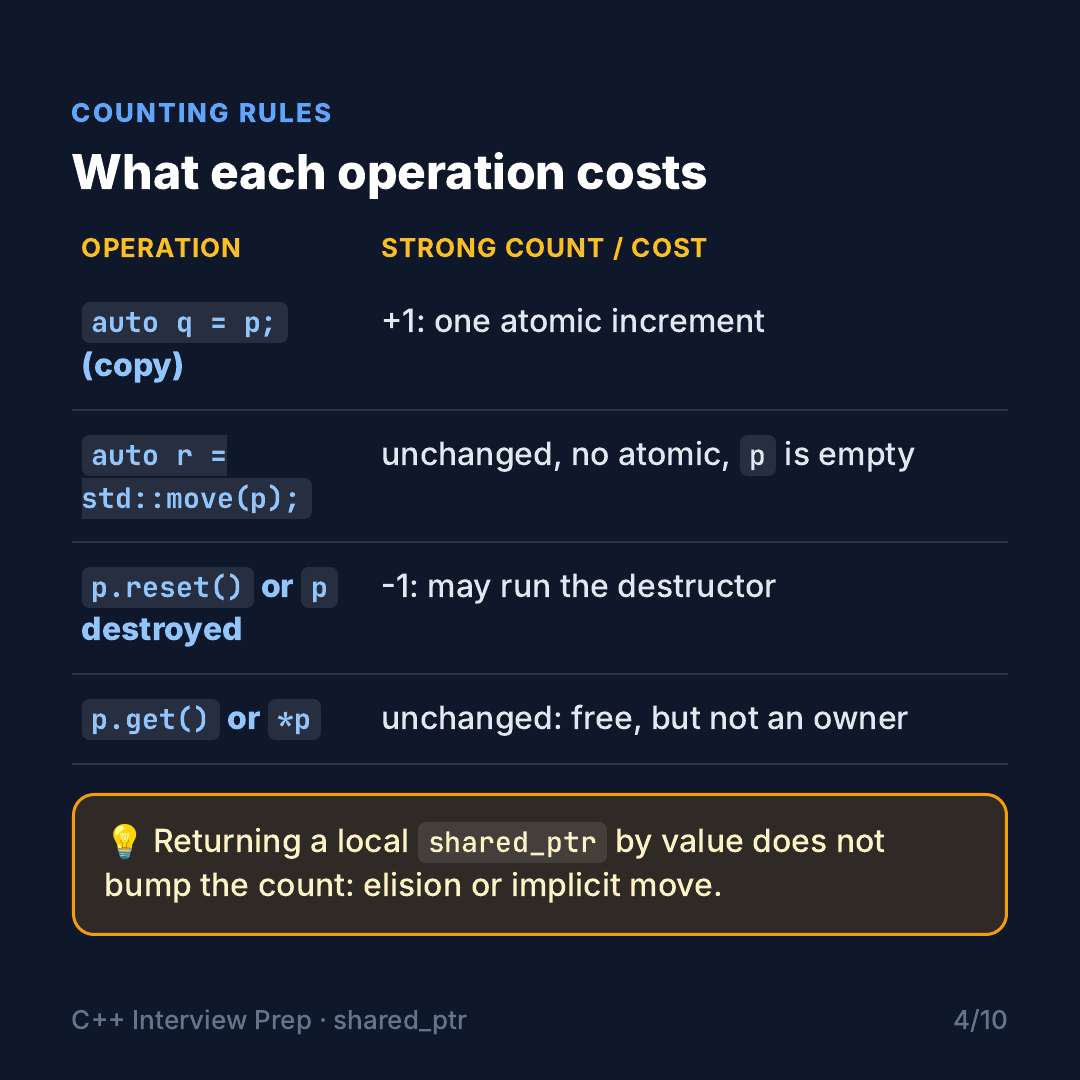 COUNTING RULES
What each operation costs
OPERATION STRONG COUNT / COST
auto q = p; +1: one atomic increment
(copy)
auto r = unchanged, no atomic, p is empty
std::move(p);
p.reset() or p -1: may run the destructor
destroyed
p.get() or *p unchanged: free, but not an owner
💡 Returning a local shared_ptr by value does not
bump the count: elision or implicit move.
C++ Interview Prep · shared_ptr 4/10